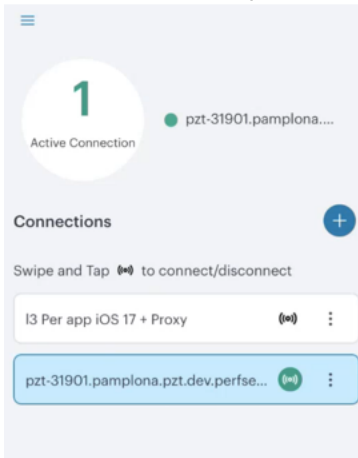 1
Active Connection
pzt-31901.pamplona....
Connections
Swipe and Tap to connect/disconnect
l3 Per app iOS 17 + Proxy
pzt-31901.pamplona.pzt.dev.perfse...